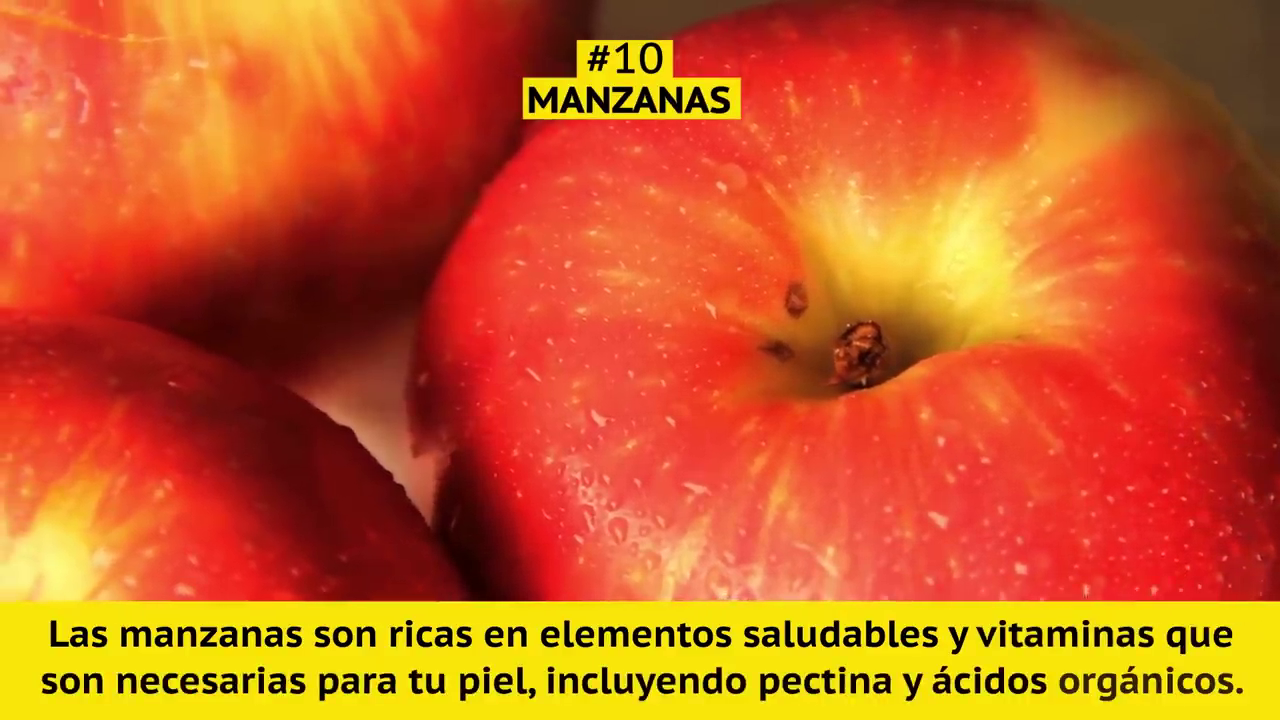 #10
MANZANAS
Las manzanas son ricas en elementos saludables y vitaminas que
son necesarias para tu piel, incluyendo pectina y ácidos orgánicos.